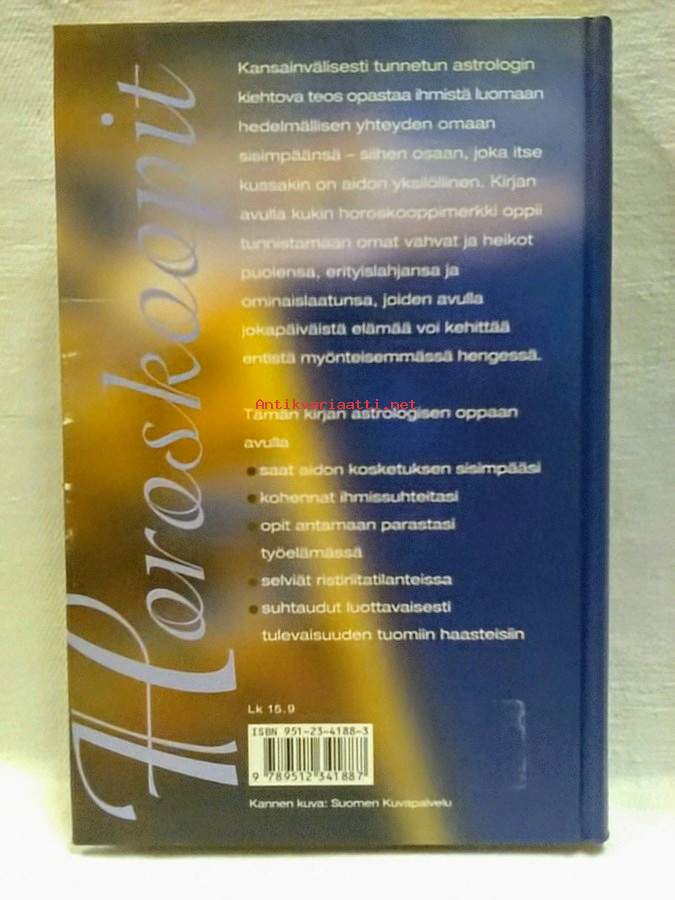 Horoskoopit
Kansainvälisesti tunnetun astrologin
kiehtova teos opastaa ihmistä luomaan
hedelmällisen yhteyden omaan
sisimpäänsä – siihen osaan, joka itse
kussakin on aidon yksilöllinen. Kirjan
avulla kukin horoskooppimerkki oppii
tunnistamaan omat vahvat ja heikot
puolensa, erityislahjansa ja
ominaislaatunsa, joiden avulla
jokapäiväistä elämää voi kehittää
entistä myönteisemmässä hengessä.
Antikvariaatti.net
Tämän kirjan astrologisen oppaan
avulla
● saat aidon kosketuksen sisimpääsi
● kohennat ihmissuhteitasi
● opit antamaan parastasi
työelämässä
● selviät ristiriitatilanteissa
● suhtaudut luottavaisesti
tulevaisuuden tuomiin haasteisiin
Lk 15.9
ISBN 951-23-4188-3
9 789512 341887
Kannen kuva: Suomen Kuvapalvelu